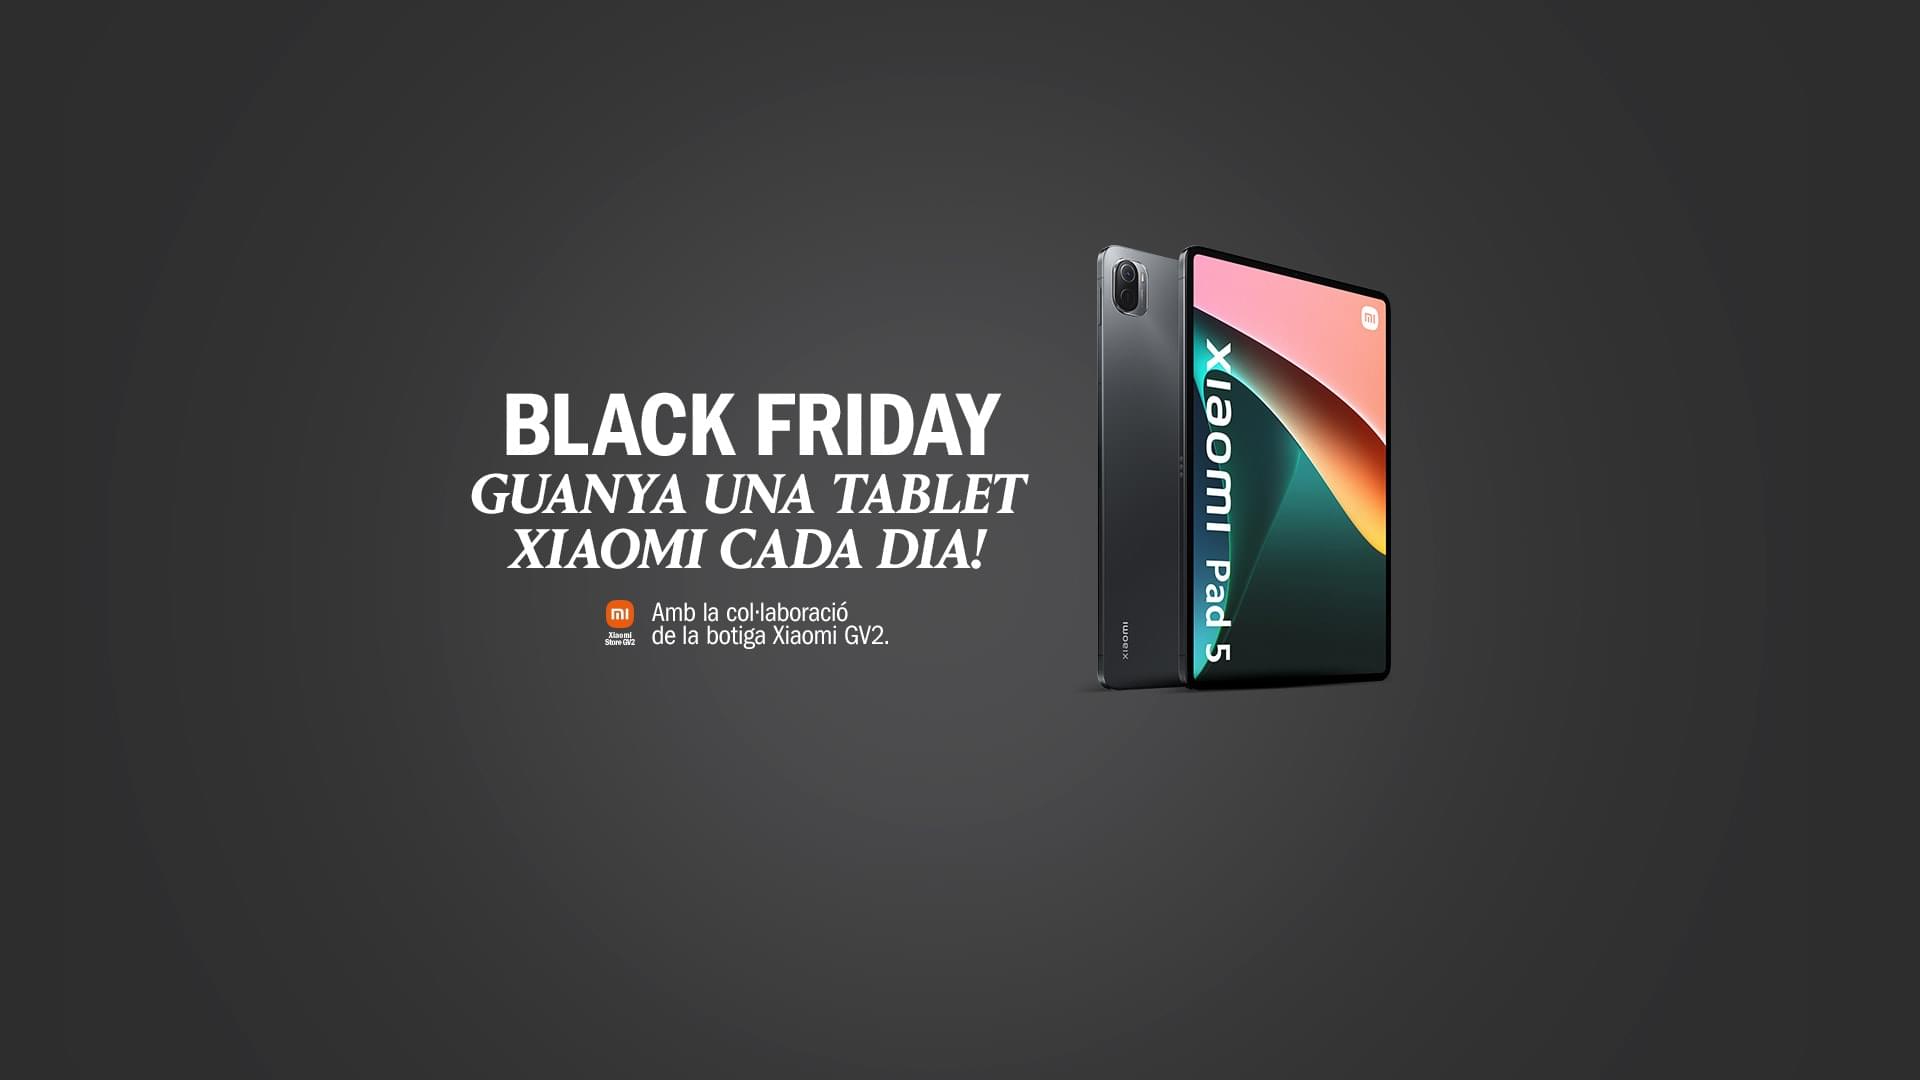 BLACK FRIDAY
GUANYA UNA TABLET
XIAOMI CADA DIA!
mi
Xiaomi
Store GV2
Amb la col·laboració
de la botiga Xiaomi GV2.
xiaomi
mi
Xiaomi Pad 5